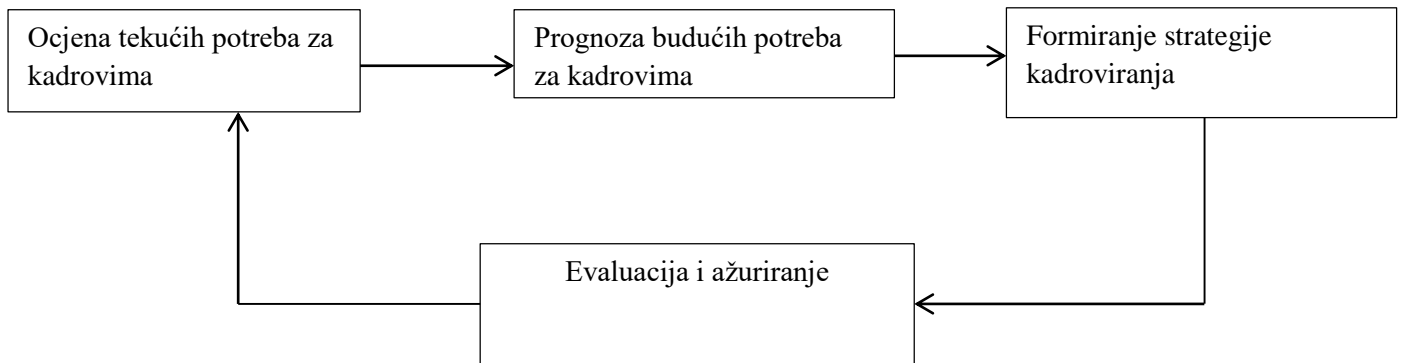 Ocjena tekućih potreba za
kadrovima
Prognoza budućih potreba
za kadrovima
Formiranje strategije
kadroviranja
Evaluacija i ažuriranje